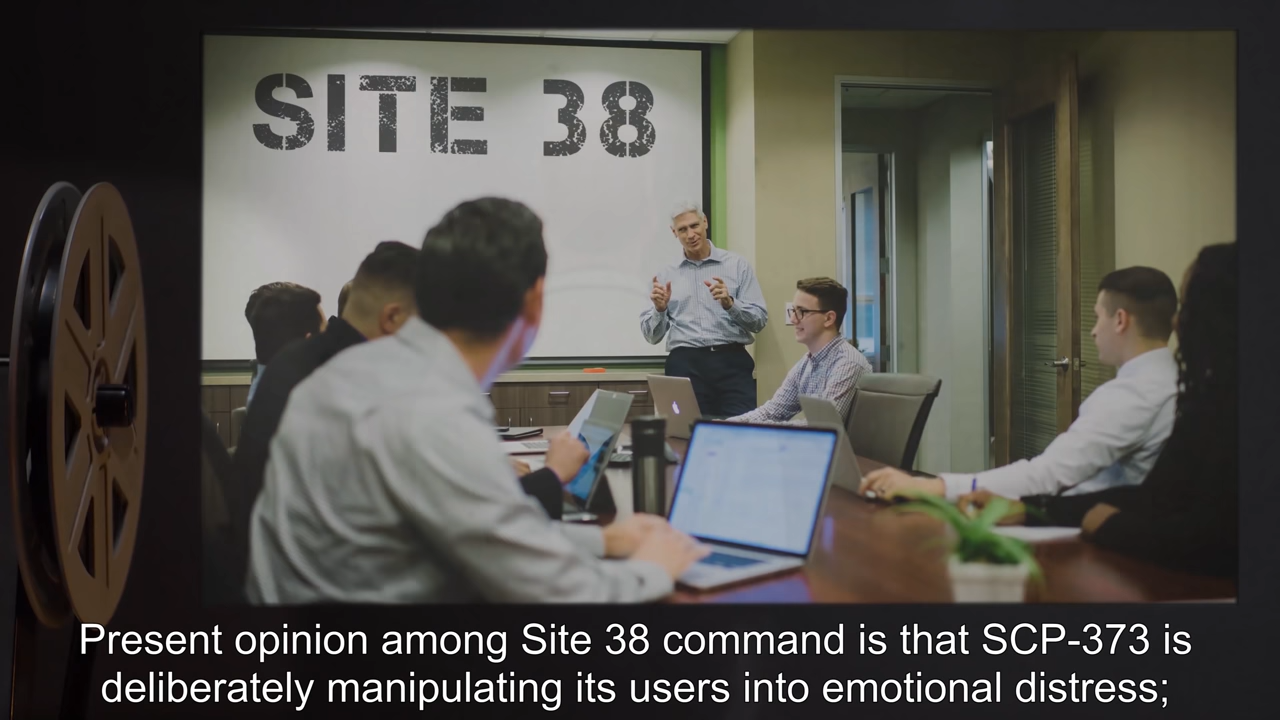 SITE 38
Present opinion among Site 38 command is that SCP-373 is
deliberately manipulating its users into emotional distress;